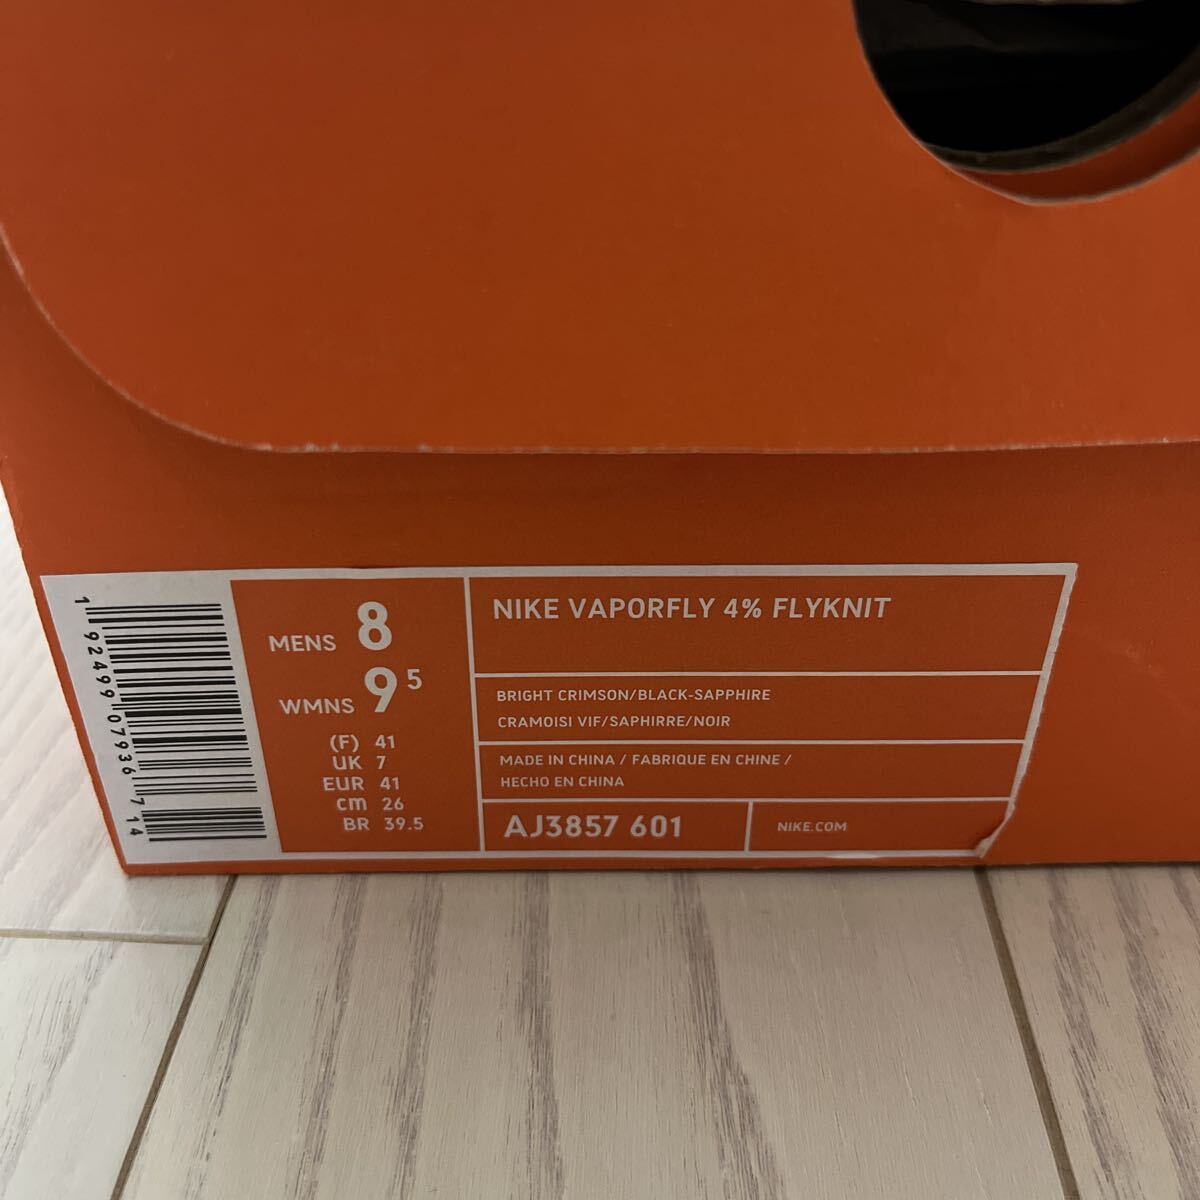 1 92499 07936 7 14
MENS 8
WMNS 9 5
(F) 41
UK 7
EUR 41
cm 26
BR 39.5
NIKE VAPORFLY 4% FLYKNIT
BRIGHT CRIMSON/BLACK-SAPPHIRE
CRAMOISI VIF/SAPHIRRE/NOIR
MADE IN CHINA / FABRIQUE EN CHINE /
HECHO EN CHINA
AJ3857 601
NIKE.COM